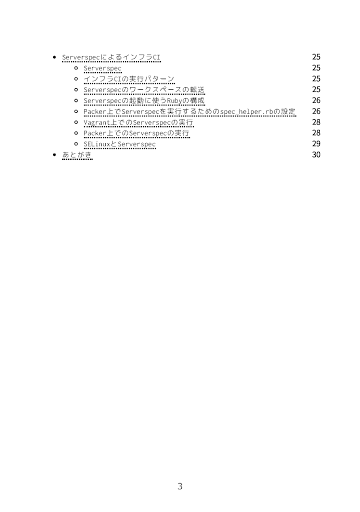 • ServerspecによるインフラCI 25
○ Serverspec 25
○ インフラCIの実行パターン 25
○ Serverspecのワークスペースの転送 25
○ Serverspecの起動に使うRubyの構成 26
○ Packer上でServerspecを実行するためのspec_helper.rbの設定 26
○ Vagrant上でのServerspecの実行 28
○ Packer上でのServerspecの実行 28
○ SELinuxとServerspec 29
• あとがき 30
3